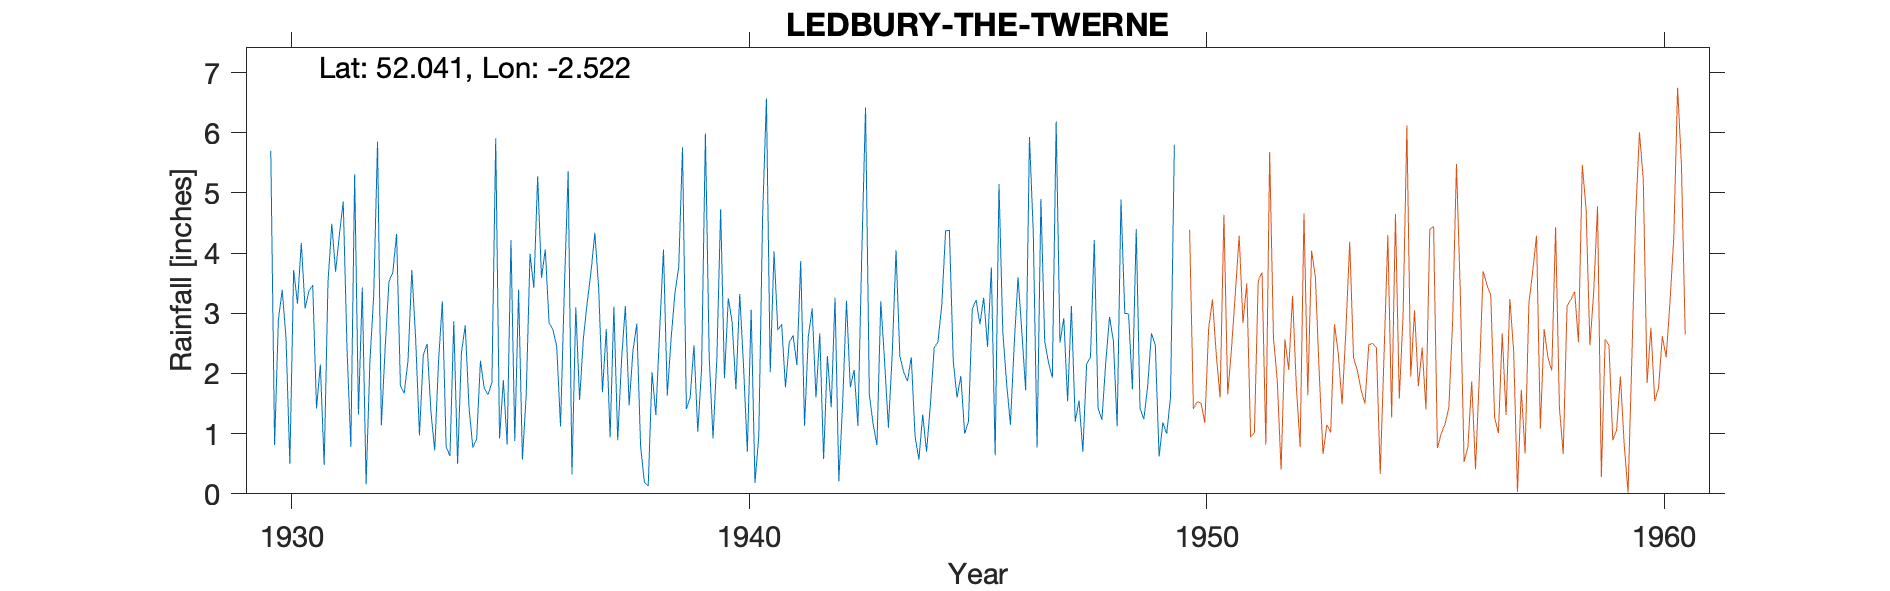 LEDBURY-THE-TWERNE
Lat: 52.041, Lon: -2.522
Rainfall [inches]
7
6
5
4
3
2
1
0
1930 1940 1950 1960
Year